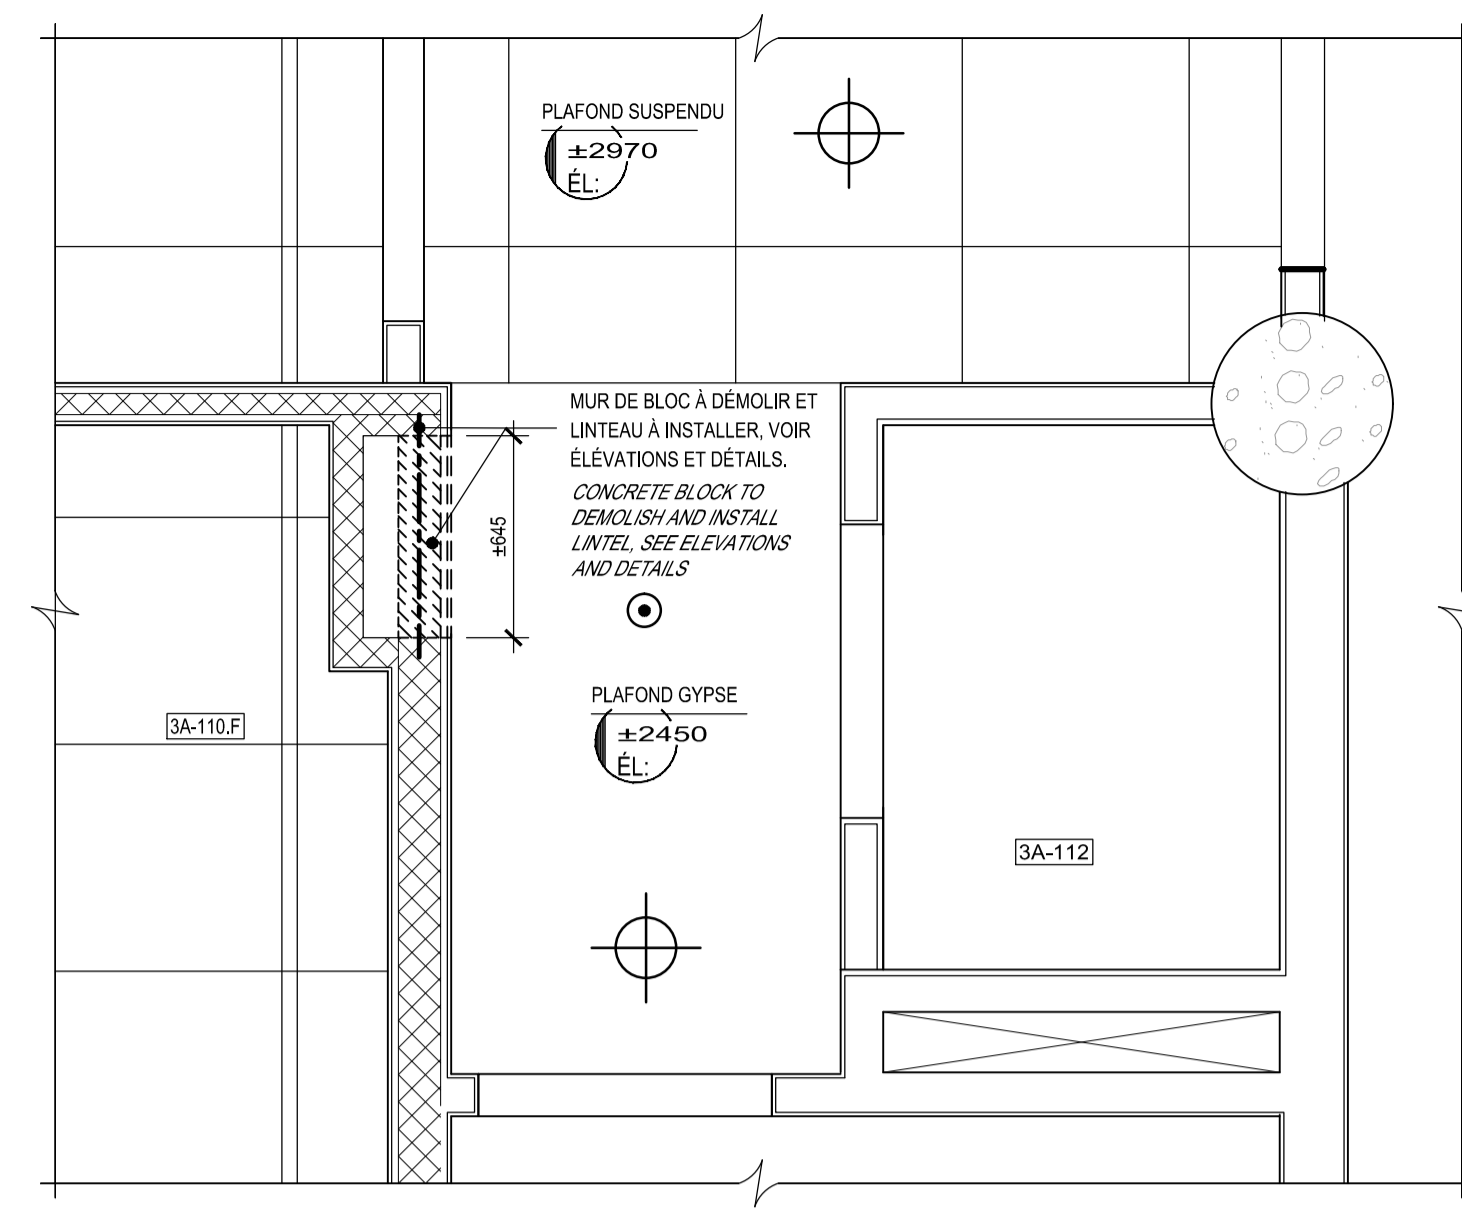 PLAFOND SUSPENDU
±2970
ÉL:
MUR DE BLOC À DÉMOLIR ET
LINTEAU À INSTALLER, VOIR
ÉLÉVATIONS ET DÉTAILS.
CONCRETE BLOCK TO
DEMOLISH AND INSTALL
LINTEL, SEE ELEVATIONS
AND DETAILS
±645
PLAFOND GYPSE
±2450
ÉL:
3A-110.F
3A-112